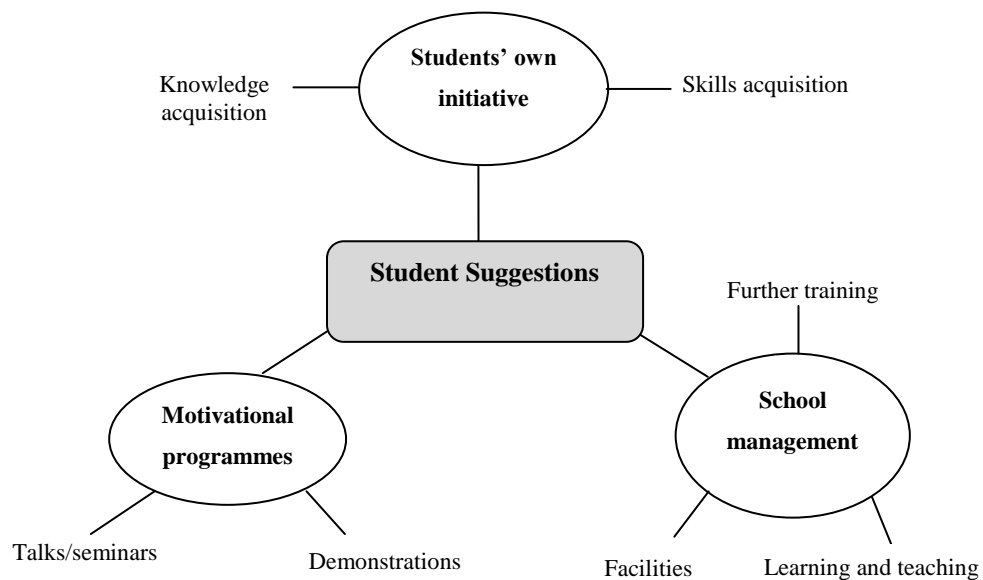 Students’ own
initiative
Knowledge
acquisition
Skills acquisition
Student Suggestions
Further training
Motivational
programmes
School
management
Talks/seminars
Demonstrations
Facilities
Learning and teaching